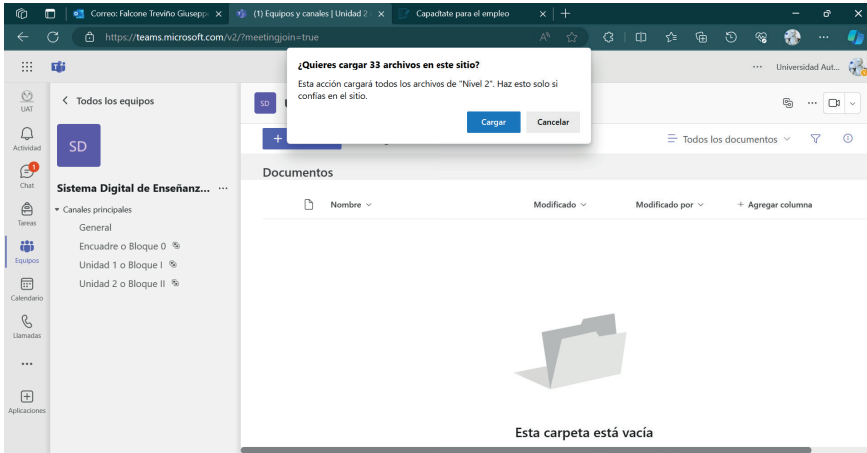 Correo: Falcone Treviño Giusepp
(1) Equipos y canales | Unidad 2
Capadtate para el empleo
https://teams.microsoft.com/v2/?meetingjoin=true
¿Quieres cargar 33 archivos en este sitio?
Esta acción cargará todos los archivos de "Nivel 2". Haz esto solo si
confías en el sitio.
Cargar
Cancelar
Universidad Aut...
UAT
Actividad
1
Chat
Tareas
Equipos
Calendario
Llamadas
Aplicaciones
Todos los equipos
SD
Sistema Digital de Enseñanz...
Canales principales
General
Encuadre o Bloque 0
Unidad 1 o Bloque I
Unidad 2 o Bloque II
SD
Todos los documentos
Documentos
Nombre
Modificado
Modificado por
+ Agregar columna
Esta carpeta está vacía